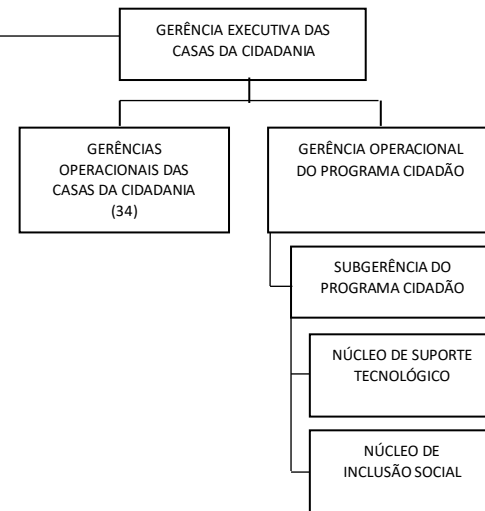 GERÊNCIA EXECUTIVA DAS
CASAS DA CIDADANIA
GERÊNCIAS
OPERACIONAIS DAS
CASAS DA CIDADANIA
(34)
GERÊNCIA OPERACIONAL
DO PROGRAMA CIDADÃO
SUBGERÊNCIA DO
PROGRAMA CIDADÃO
NÚCLEO DE SUPORTE
TECNOLÓGICO
NÚCLEO DE
INCLUSÃO SOCIAL